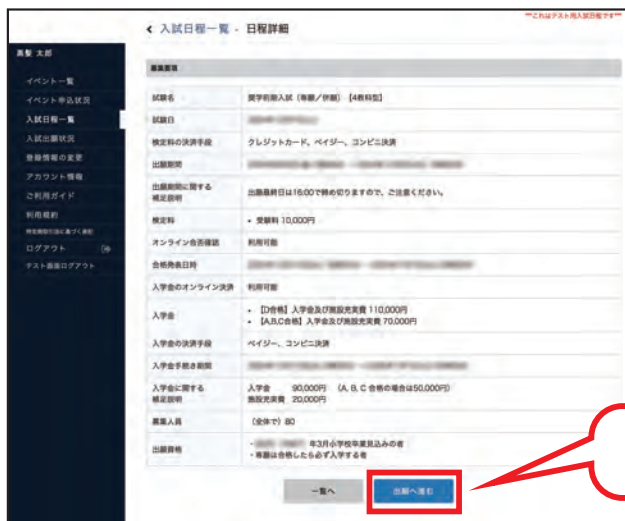 ***これはテスト用入試日程です***
入試日程一覧 - 日程詳細
高智 太郎
イベント一覧
イベント申込状況
入試日程一覧
入試出願状況
登録情報の変更
アカウント情報
ご利用ガイド
利用規約
特定商取引法に基づく表記
ログアウト
テスト画面ログアウト
募集要項
試験名 奨学前期入試(専願/併願) 【4教科型】
試験日
検定料の決済手段 クレジットカード、ペイジー、コンビニ決済
出願期間
出願期間に関する
補足説明 出願最終日は16:00で締め切りますので、ご注意ください。
検定料 ・ 受験料 10,000円
オンライン合否確認 利用可能
合格発表日時
入学金のオンライン決済 利用可能
入学金 ・ 【D合格】入学金及び施設充実費 110,000円
・ 【A,B,C合格】入学金及び施設充実費 70,000円
入学金の決済手段 ペイジー、コンビニ決済
入学金手続き期間
入学金に関する
補足説明 入学金 90,000円 (A, B, C 合格の場合は50,000円)
施設充実費 20,000円
募集人員 (全体で) 80
出願資格 ・ 年3月小学校卒業見込みの者
・専願は合格したら必ず入学する者
一覧へ 出願へ進む